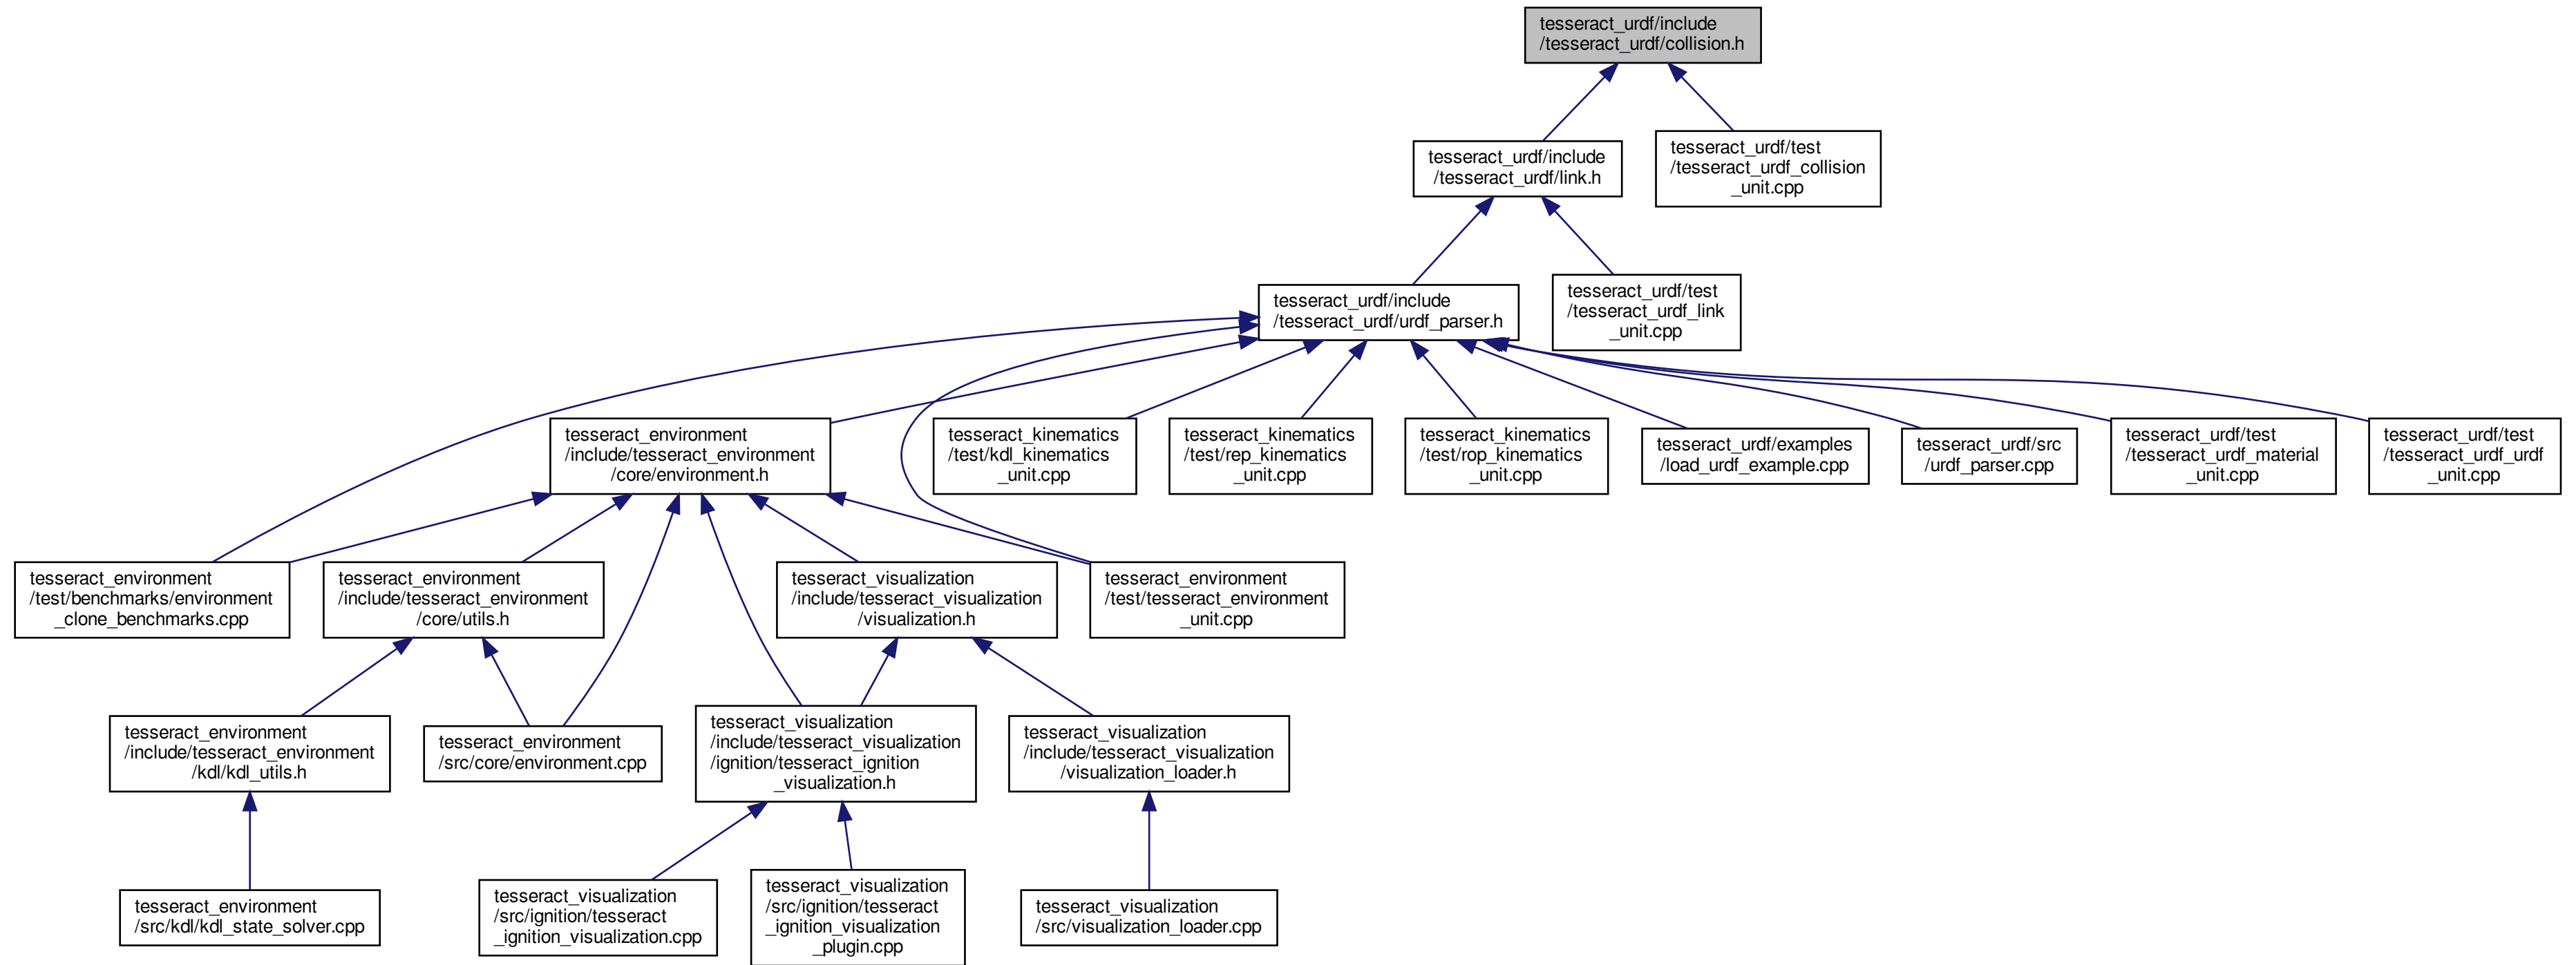 tesseract_urdf/include
/tesseract_urdf/collision.h
tesseract_urdf/include
/tesseract_urdf/link.h
tesseract_urdf/test
/tesseract_urdf_collision
_unit.cpp
tesseract_urdf/include
/tesseract_urdf/urdf_parser.h
tesseract_urdf/test
/tesseract_urdf_link
_unit.cpp
tesseract_environment
/include/tesseract_environment
/core/environment.h
tesseract_kinematics
/test/kdl_kinematics
_unit.cpp
tesseract_kinematics
/test/rep_kinematics
_unit.cpp
tesseract_kinematics
/test/rop_kinematics
_unit.cpp
tesseract_urdf/examples
/load_urdf_example.cpp
tesseract_urdf/src
/urdf_parser.cpp
tesseract_urdf/test
/tesseract_urdf_material
_unit.cpp
tesseract_urdf/test
/tesseract_urdf_urdf
_unit.cpp
tesseract_environment
/test/benchmarks/environment
_clone_benchmarks.cpp
tesseract_environment
/include/tesseract_environment
/core/utils.h
tesseract_visualization
/include/tesseract_visualization
/visualization.h
tesseract_environment
/test/tesseract_environment
_unit.cpp
tesseract_environment
/include/tesseract_environment
/kdl/kdl_utils.h
tesseract_environment
/src/core/environment.cpp
tesseract_visualization
/include/tesseract_visualization
/ignition/tesseract_ignition
_visualization.h
tesseract_visualization
/include/tesseract_visualization
/visualization_loader.h
tesseract_environment
/src/kdl/kdl_state_solver.cpp
tesseract_visualization
/src/ignition/tesseract
_ignition_visualization.cpp
tesseract_visualization
/src/ignition/tesseract
_ignition_visualization
_plugin.cpp
tesseract_visualization
/src/visualization_loader.cpp